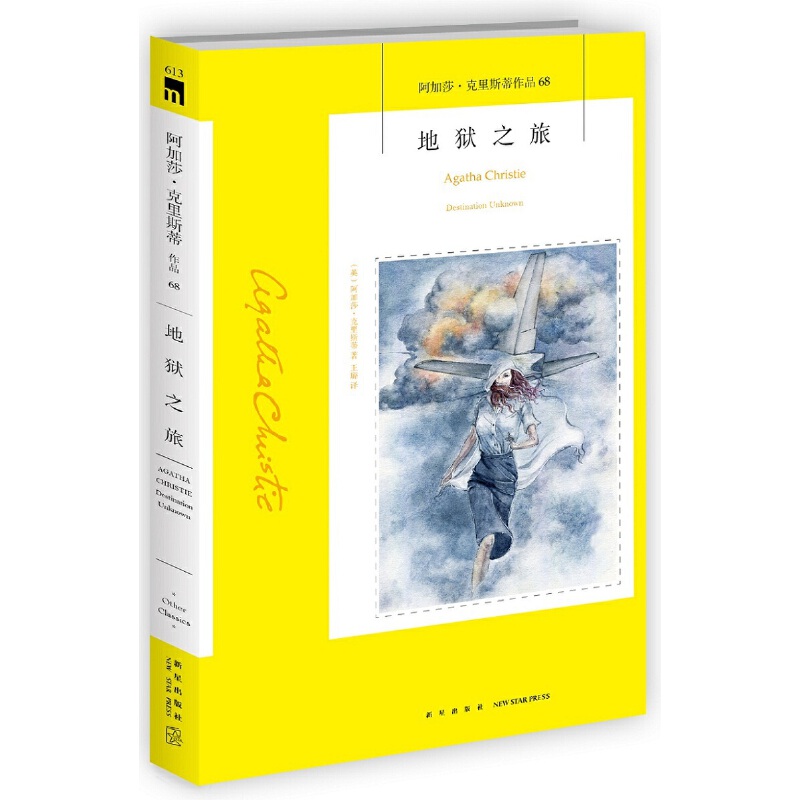 613
m
阿加莎·克里斯蒂
作品
68
地狱之旅
AGATHA
CHRISTIE
Destination
Unknown
Other
Classics
新星出版社
NEW STAR PRESS
阿加莎·克里斯蒂作品 68
地狱之旅
Agatha Christie
Destination Unknown
Agatha Christie
新星出版社 NEW STAR PRESS